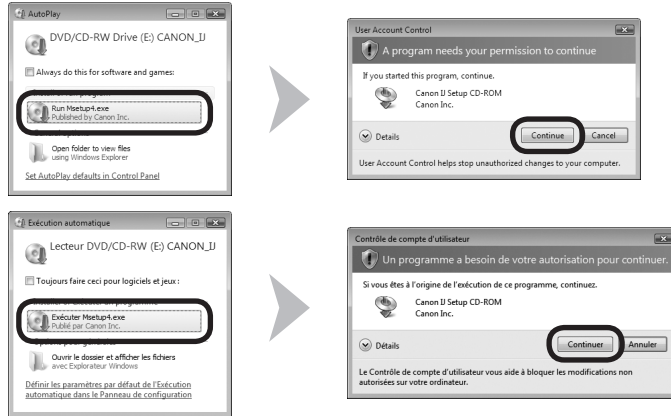 AutoPlay
DVD/CD-RW Drive (E:) CANON_IJ
Always do this for software and games:
Run Msetup4.exe
Published by Canon Inc.
Open folder to view files
using Windows Explorer
Set AutoPlay defaults in Control Panel
User Account Control
A program needs your permission to continue
If you started this program, continue.
Canon IJ Setup CD-ROM
Canon Inc.
Details
Continue
Cancel
User Account Control helps stop unauthorized changes to your computer.
Exécution automatique
Lecteur DVD/CD-RW (E:) CANON_IJ
Toujours faire ceci pour logiciels et jeux :
Exécuter Msetup4.exe
Publié par Canon Inc.
Ouvrir le dossier et afficher les fichiers
avec Explorateur Windows
Définir les paramètres par défaut de l'Exécution
automatique dans le Panneau de configuration
Contrôle de compte d'utilisateur
Un programme a besoin de votre autorisation pour continuer.
Si vous êtes à l'origine de l'exécution de ce programme, continuez.
Canon IJ Setup CD-ROM
Canon Inc.
Détails
Continuer
Annuler
Le Contrôle de compte d'utilisateur vous aide à bloquer les modifications non
autorisées sur votre ordinateur.